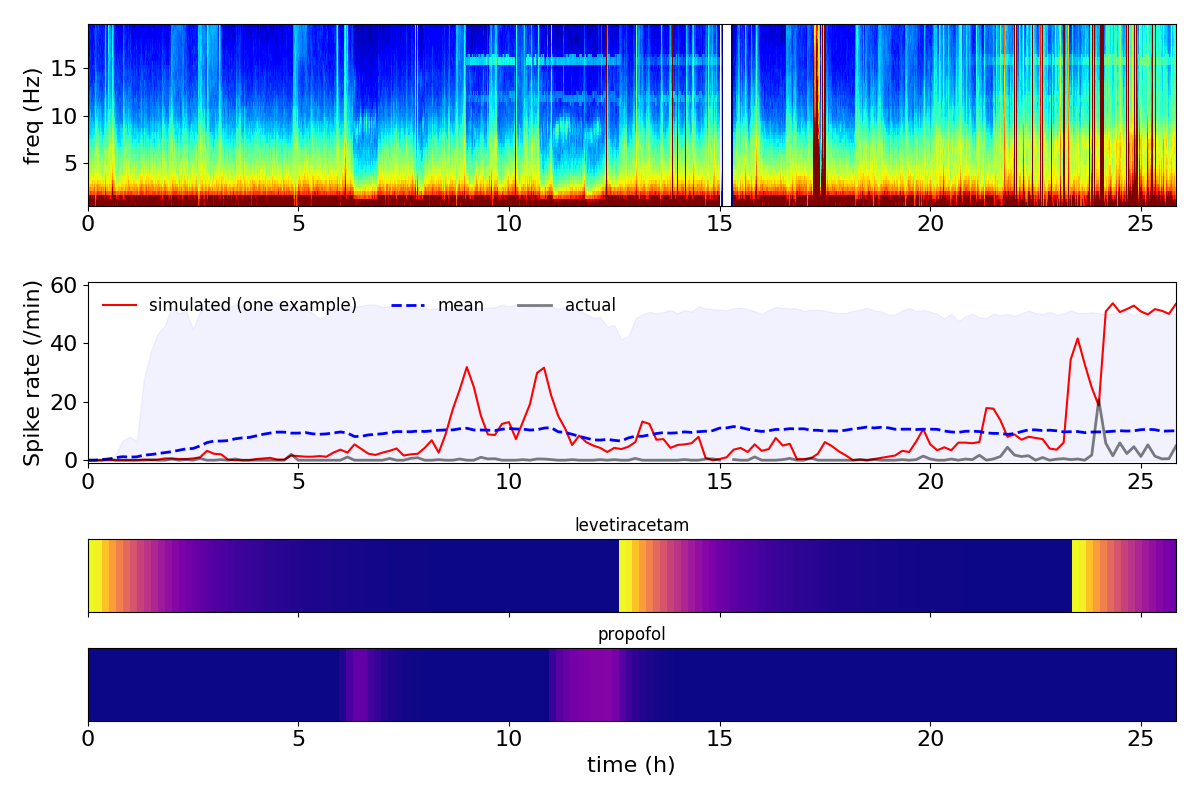 freq (Hz)
15
10
5
0 5 10 15 20 25
Spike rate (/min)
60
40
20
0
simulated (one example) mean actual
0 5 10 15 20 25
levetiracetam
propofol
0 5 10 15 20 25
time (h)